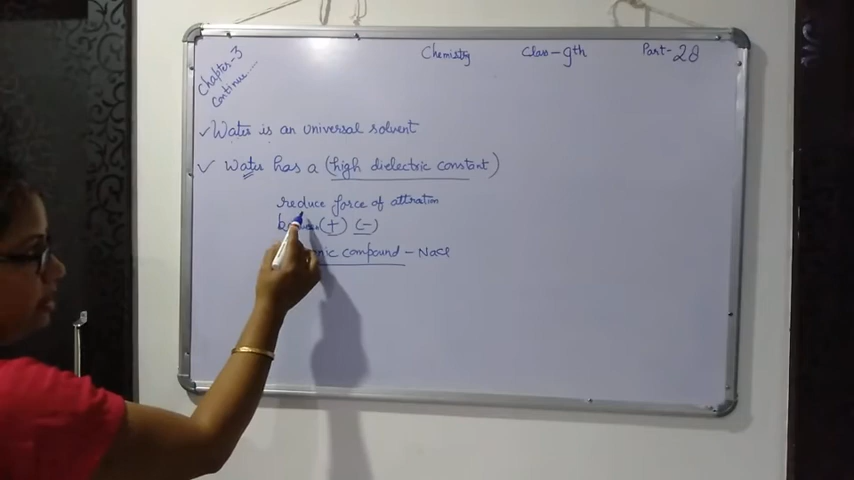 Chemistry Class - 9th Part - 28
Chapter-3
Continue....
✓ Water is an universal solvent
✓ Water has a (high dielectric constant)
reduce force of attration
(+) (-)
compound - NaCl